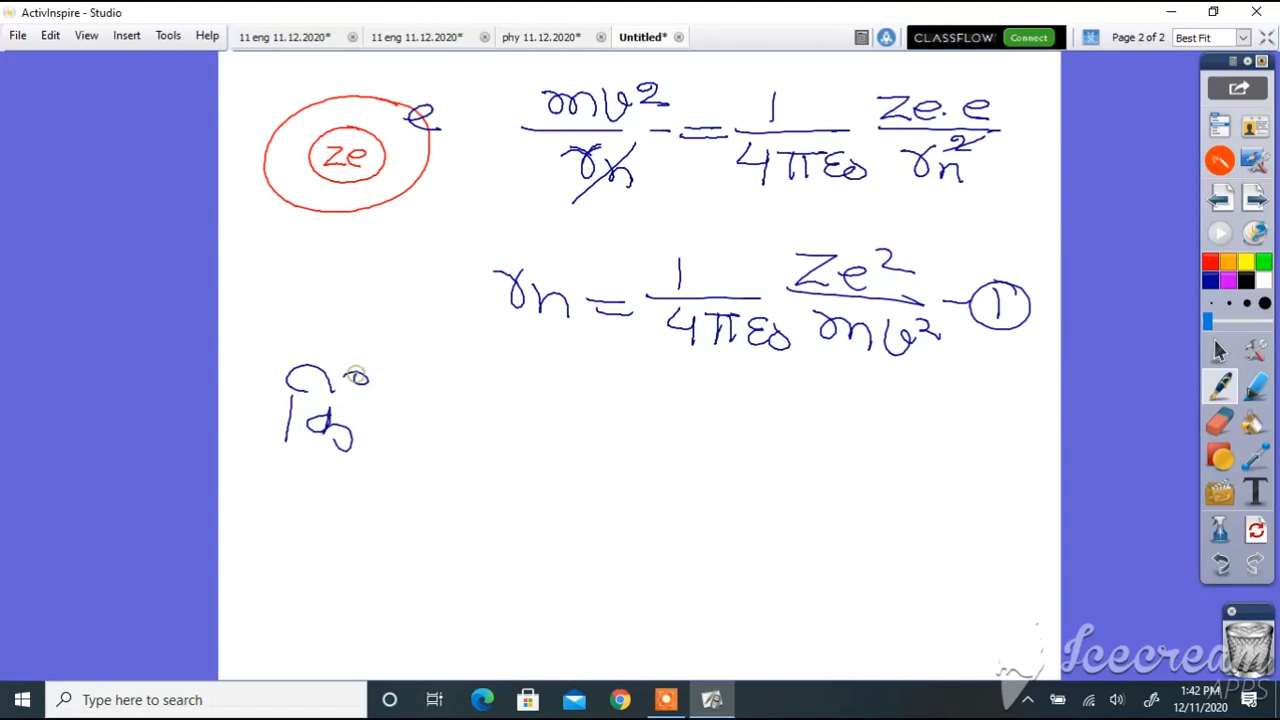 ActivInspire - Studio
File Edit View Insert Tools Help
11 eng 11.12.2020* 11 eng 11.12.2020* phy 11.12.2020* Untitled*
CLASSFLOW Connect
Page 2 of 2 Best Fit
ze e
mv²/rn = 1/4πε₀ ze.e/rn²
rn = 1/4πε₀ Ze²/mv² - ①
Icecream
APPS
Type here to search
1:42 PM
12/11/2020